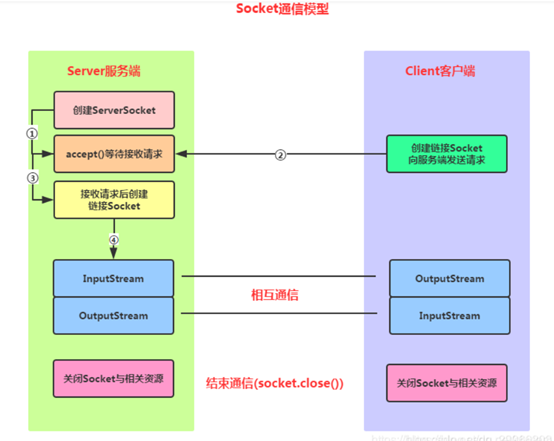 Socket通信模型
Server服务端
Client客户端
创建ServerSocket
①
accept()等待接收请求
②
创建链接Socket
向服务端发送请求
③
接收请求后创建
链接Socket
④
InputStream
OutputStream
相互通信
OutputStream
InputStream
关闭Socket与相关资源
结束通信(socket.close())
关闭Socket与相关资源